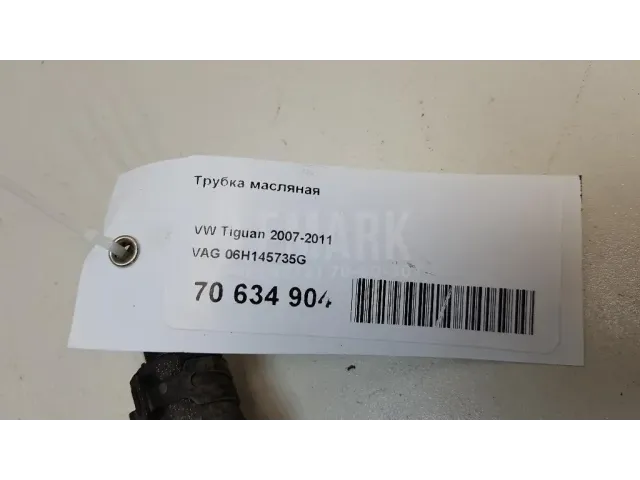 Трубка масляная
VW Tiguan 2007-2011
VAG 06H145735G
70 634 904